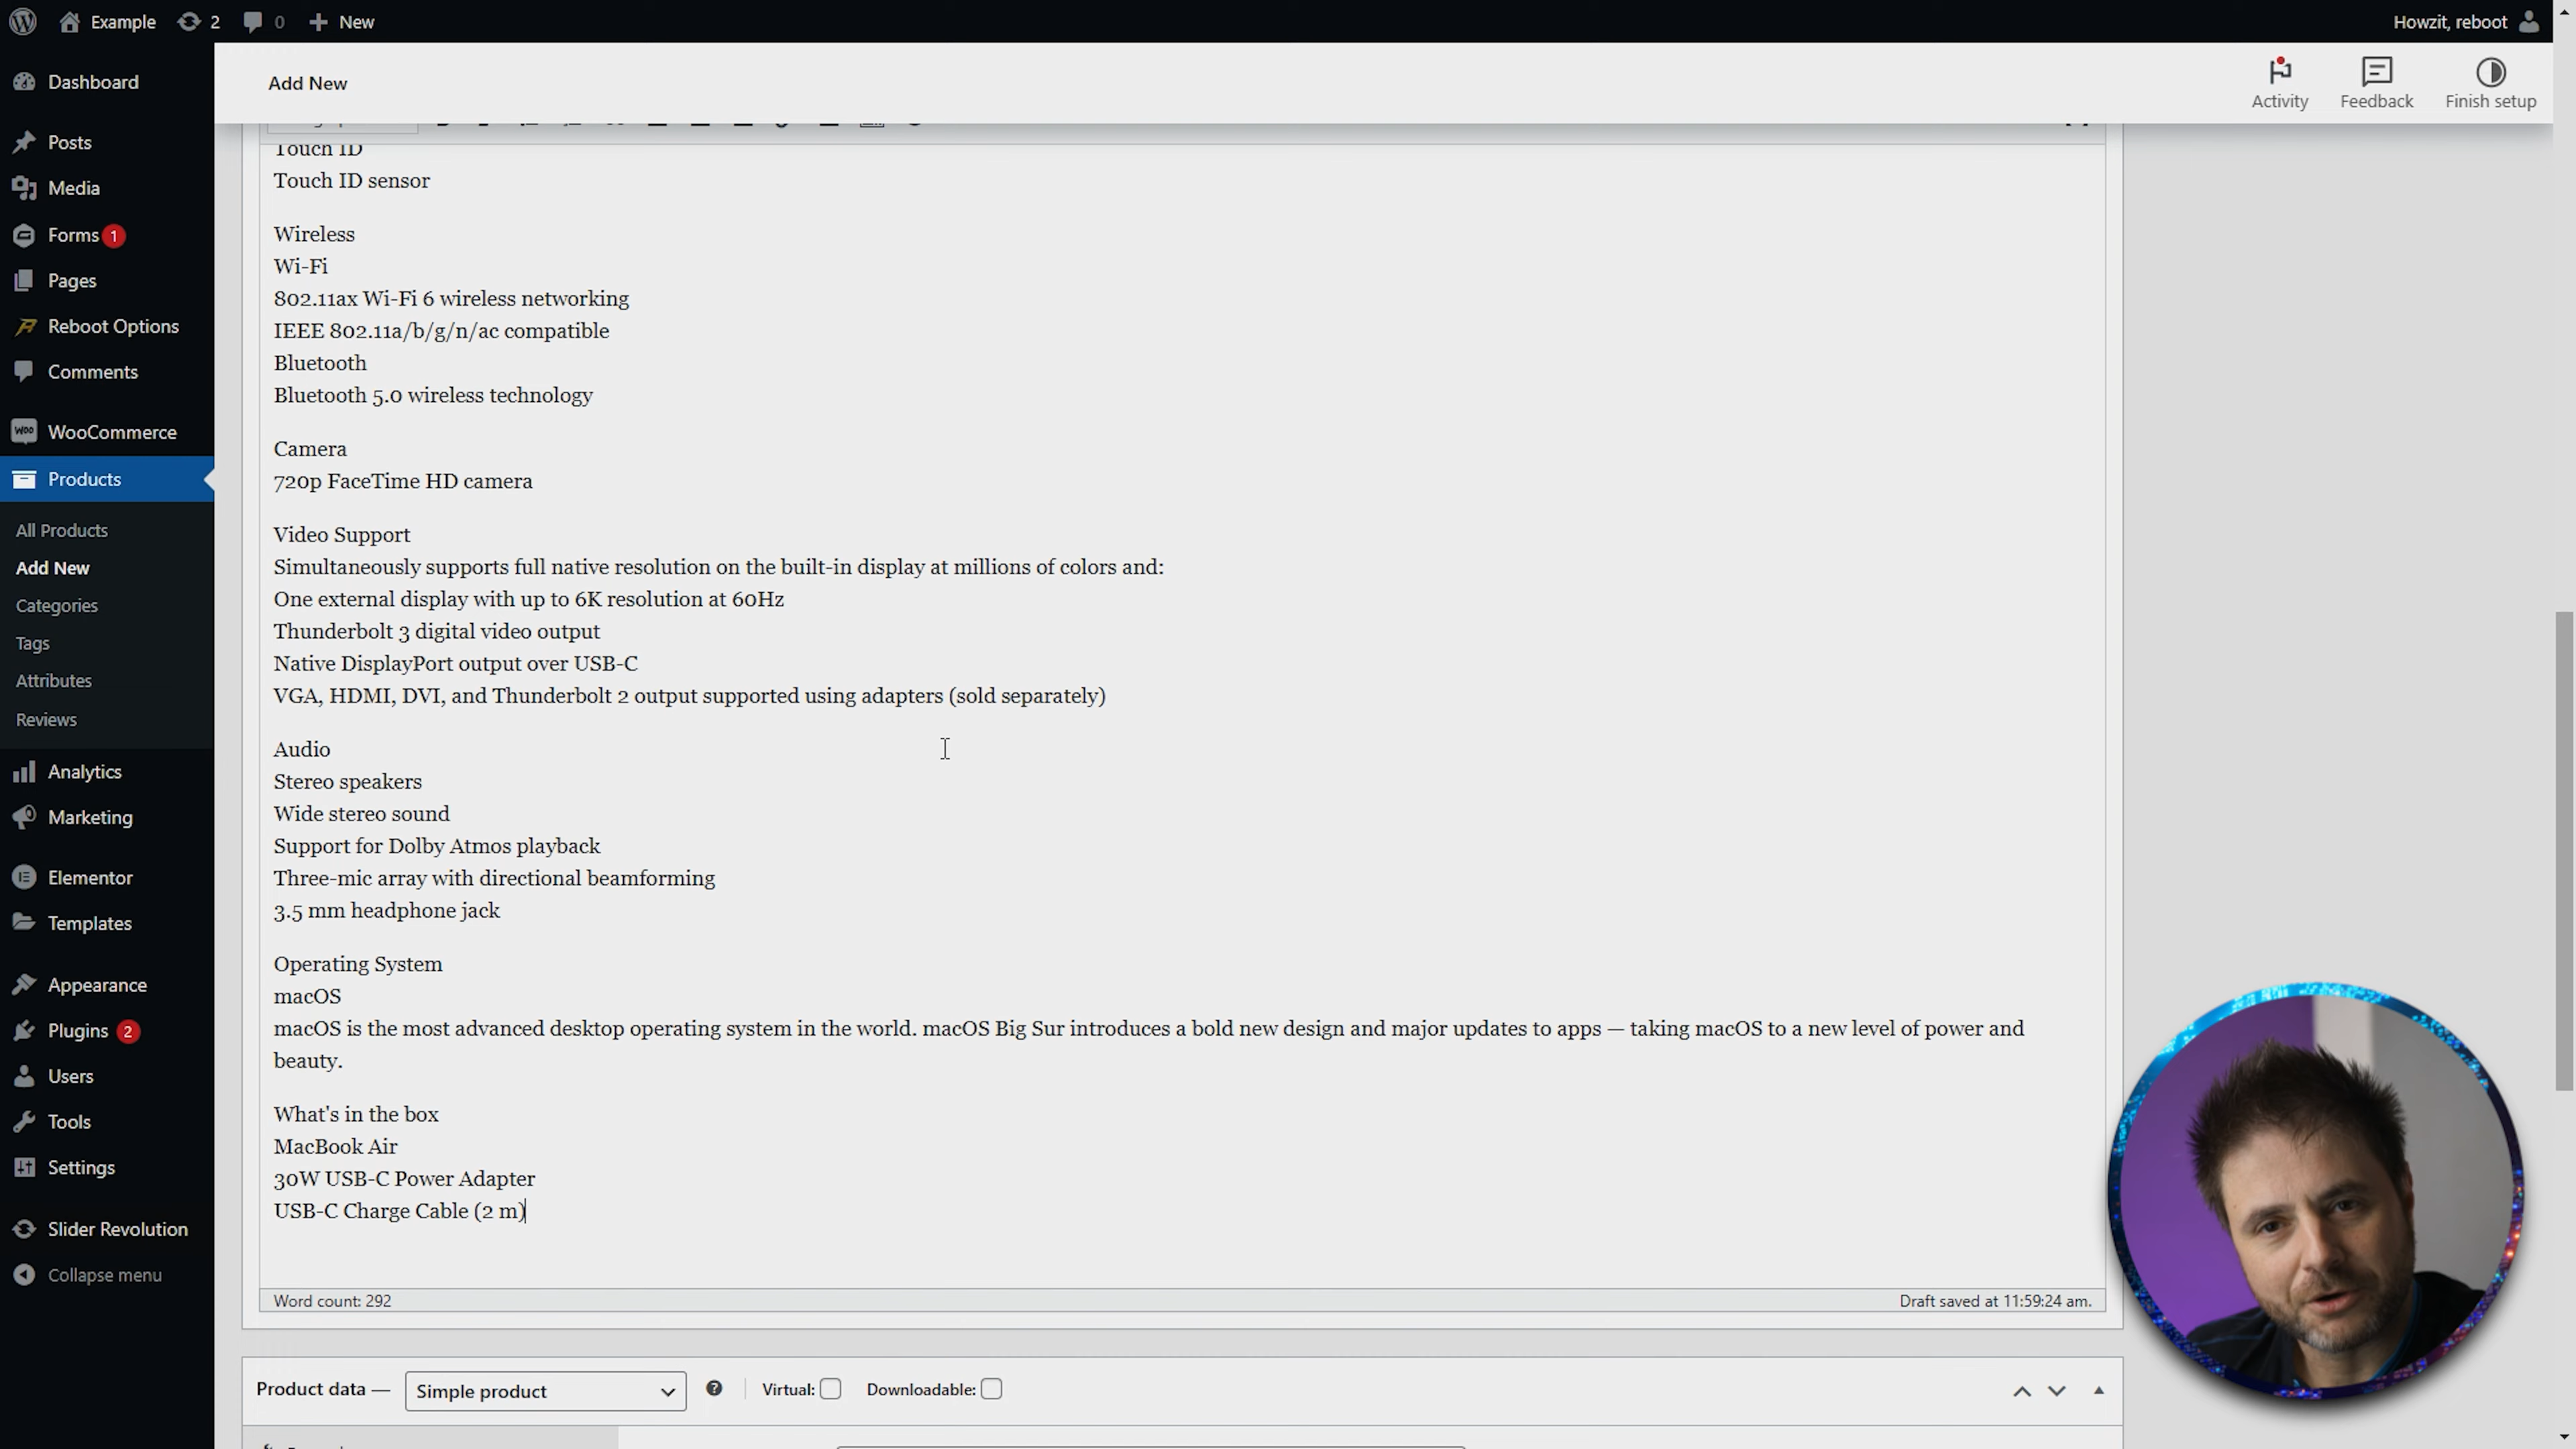 Example
2
0
New
Howzit, reboot
Dashboard
Posts
Media
Forms 1
Pages
Reboot Options
Comments
WooCommerce
Products
All Products
Add New
Categories
Tags
Attributes
Reviews
Analytics
Marketing
Elementor
Templates
Appearance
Plugins 2
Users
Tools
Settings
Slider Revolution
Collapse menu
Add New
Activity
Feedback
Finish setup
Touch ID
Touch ID sensor
Wireless
Wi-Fi
802.11ax Wi-Fi 6 wireless networking
IEEE 802.11a/b/g/n/ac compatible
Bluetooth
Bluetooth 5.0 wireless technology
Camera
720p FaceTime HD camera
Video Support
Simultaneously supports full native resolution on the built-in display at millions of colors and:
One external display with up to 6K resolution at 60Hz
Thunderbolt 3 digital video output
Native DisplayPort output over USB-C
VGA, HDMI, DVI, and Thunderbolt 2 output supported using adapters (sold separately)
Audio
Stereo speakers
Wide stereo sound
Support for Dolby Atmos playback
Three-mic array with directional beamforming
3.5 mm headphone jack
Operating System
macOS
macOS is the most advanced desktop operating system in the world. macOS Big Sur introduces a bold new design and major updates to apps — taking macOS to a new level of power and
beauty.
What's in the box
MacBook Air
30W USB-C Power Adapter
USB-C Charge Cable (2 m)
Word count: 292
Draft saved at 11:59:24 am.
Product data —
Simple product
Virtual:
Downloadable: